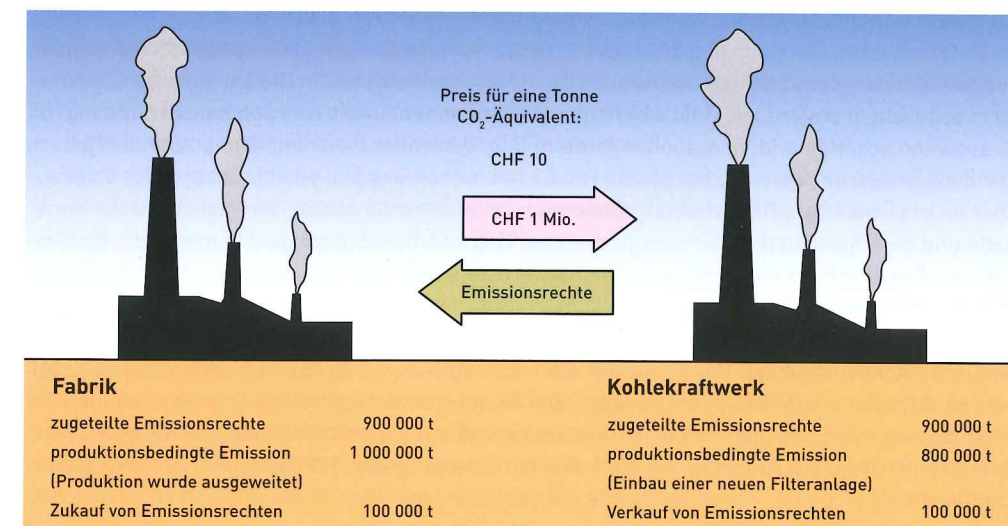 Preis für eine Tonne
CO₂-Äquivalent:
CHF 10
CHF 1 Mio.
Emissionsrechte
Fabrik
zugeteilte Emissionsrechte 900 000 t
produktionsbedingte Emission 1 000 000 t
(Produktion wurde ausgeweitet)
Zukauf von Emissionsrechten 100 000 t
Kohlekraftwerk
zugeteilte Emissionsrechte 900 000 t
produktionsbedingte Emission 800 000 t
(Einbau einer neuen Filteranlage)
Verkauf von Emissionsrechten 100 000 t